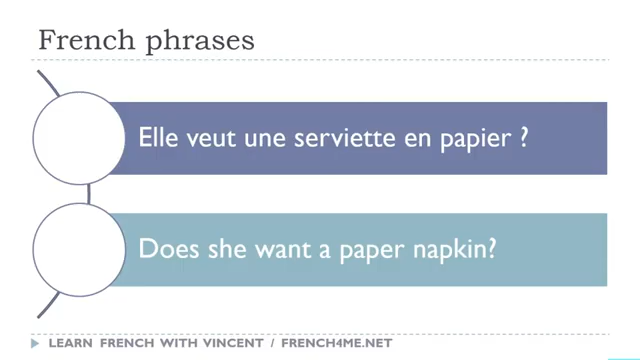 French phrases
Elle veut une serviette en papier ?
Does she want a paper napkin?
LEARN FRENCH WITH VINCENT / FRENCH4ME.NET